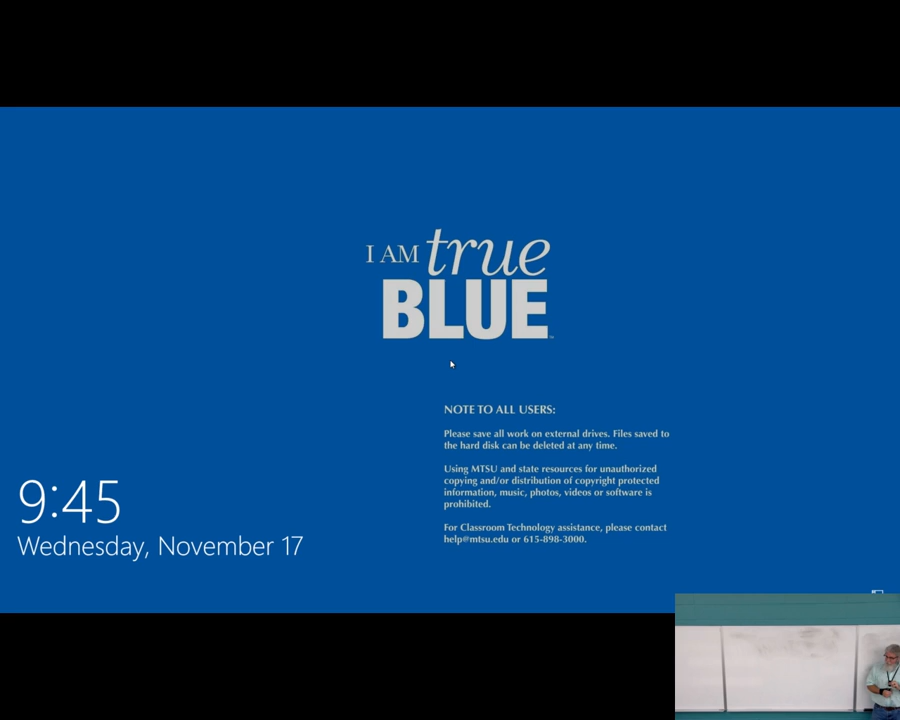 I AM true
BLUE
NOTE TO ALL USERS:
Please save all work on external drives. Files saved to
the hard disk can be deleted at any time.
Using MTSU and state resources for unauthorized
copying and/or distribution of copyright protected
information, music, photos, videos or software is
prohibited.
For Classroom Technology assistance, please contact
help@mtsu.edu or 615-898-3000.
9:45
Wednesday, November 17